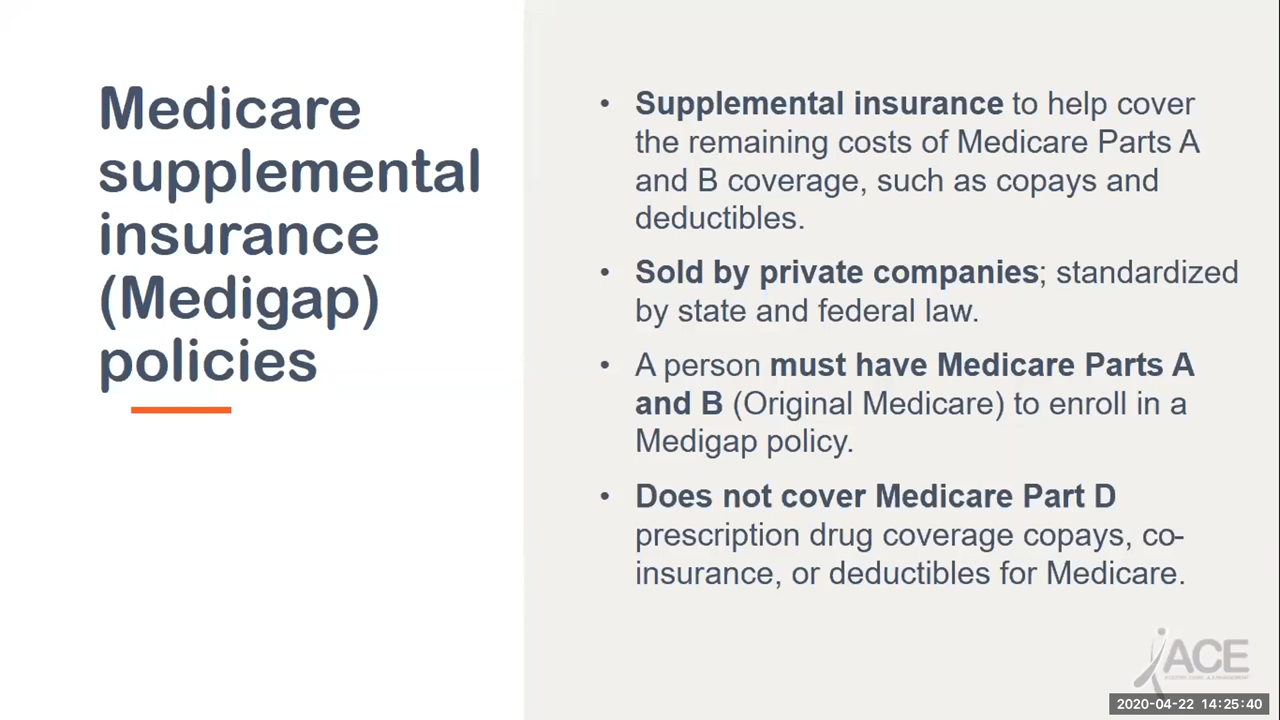 Medicare
supplemental
insurance
(Medigap)
policies
• Supplemental insurance to help cover
the remaining costs of Medicare Parts A
and B coverage, such as copays and
deductibles.
• Sold by private companies; standardized
by state and federal law.
• A person must have Medicare Parts A
and B (Original Medicare) to enroll in a
Medigap policy.
• Does not cover Medicare Part D
prescription drug coverage copays, co-
insurance, or deductibles for Medicare.
ACE
2020-04-22 14:25:40